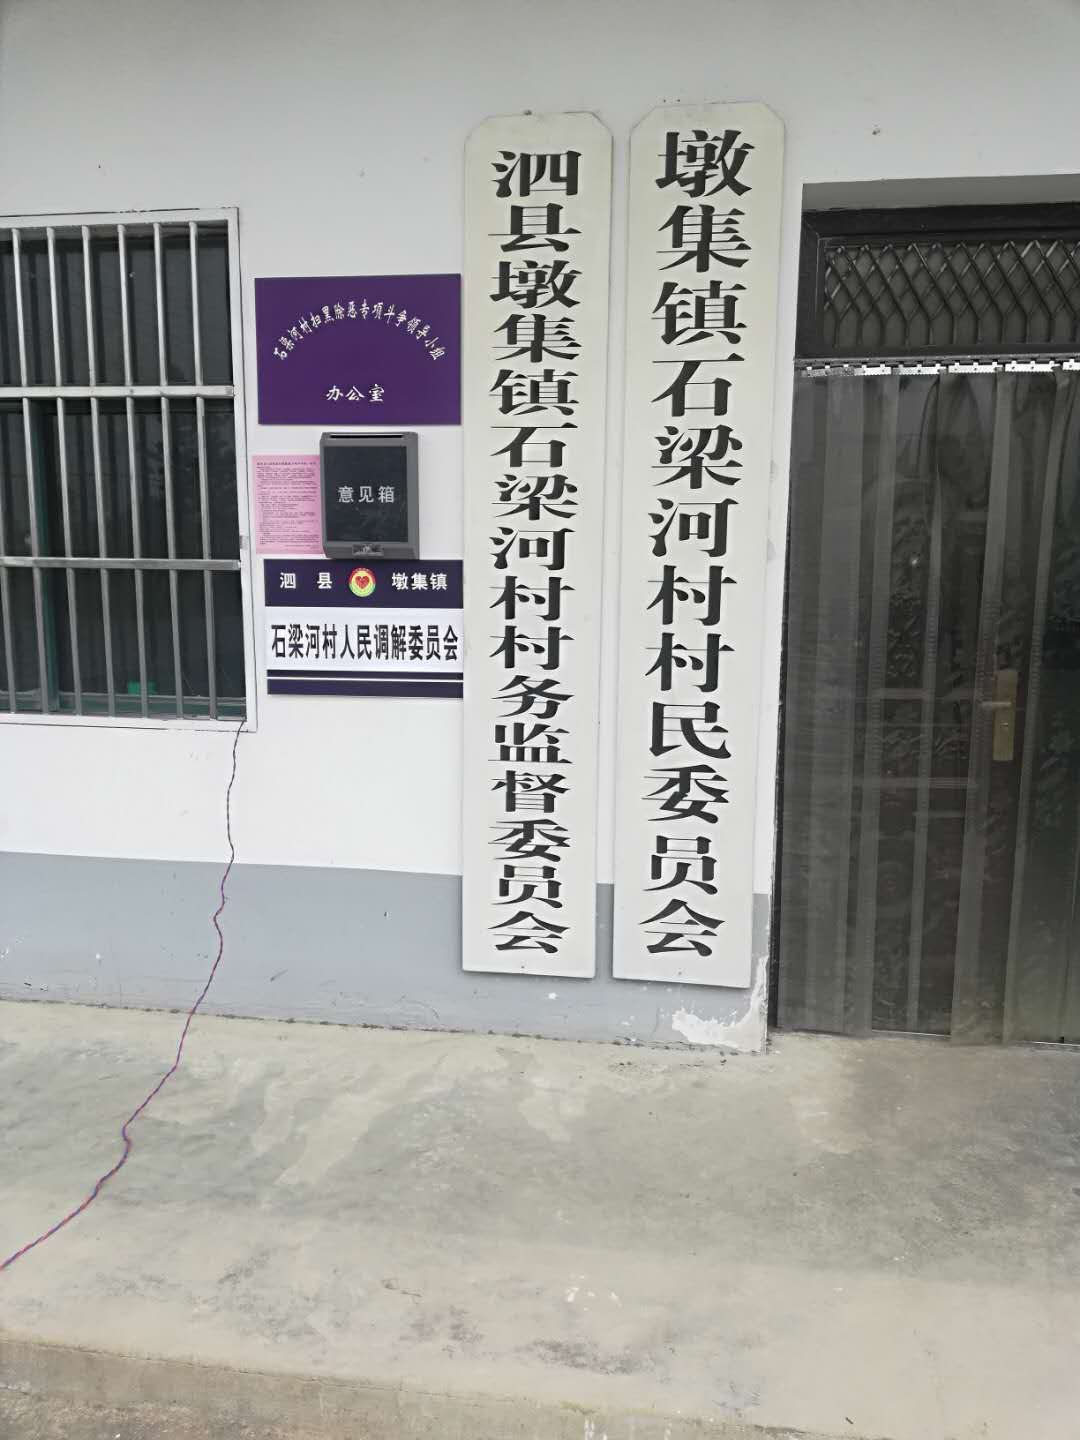 石梁河村扫黑除恶专项斗争领导小组
办公室
意见箱
泗县 墩集镇
石梁河村人民调解委员会
泗县墩集镇石梁河村村务监督委员会
墩集镇石梁河村村民委员会